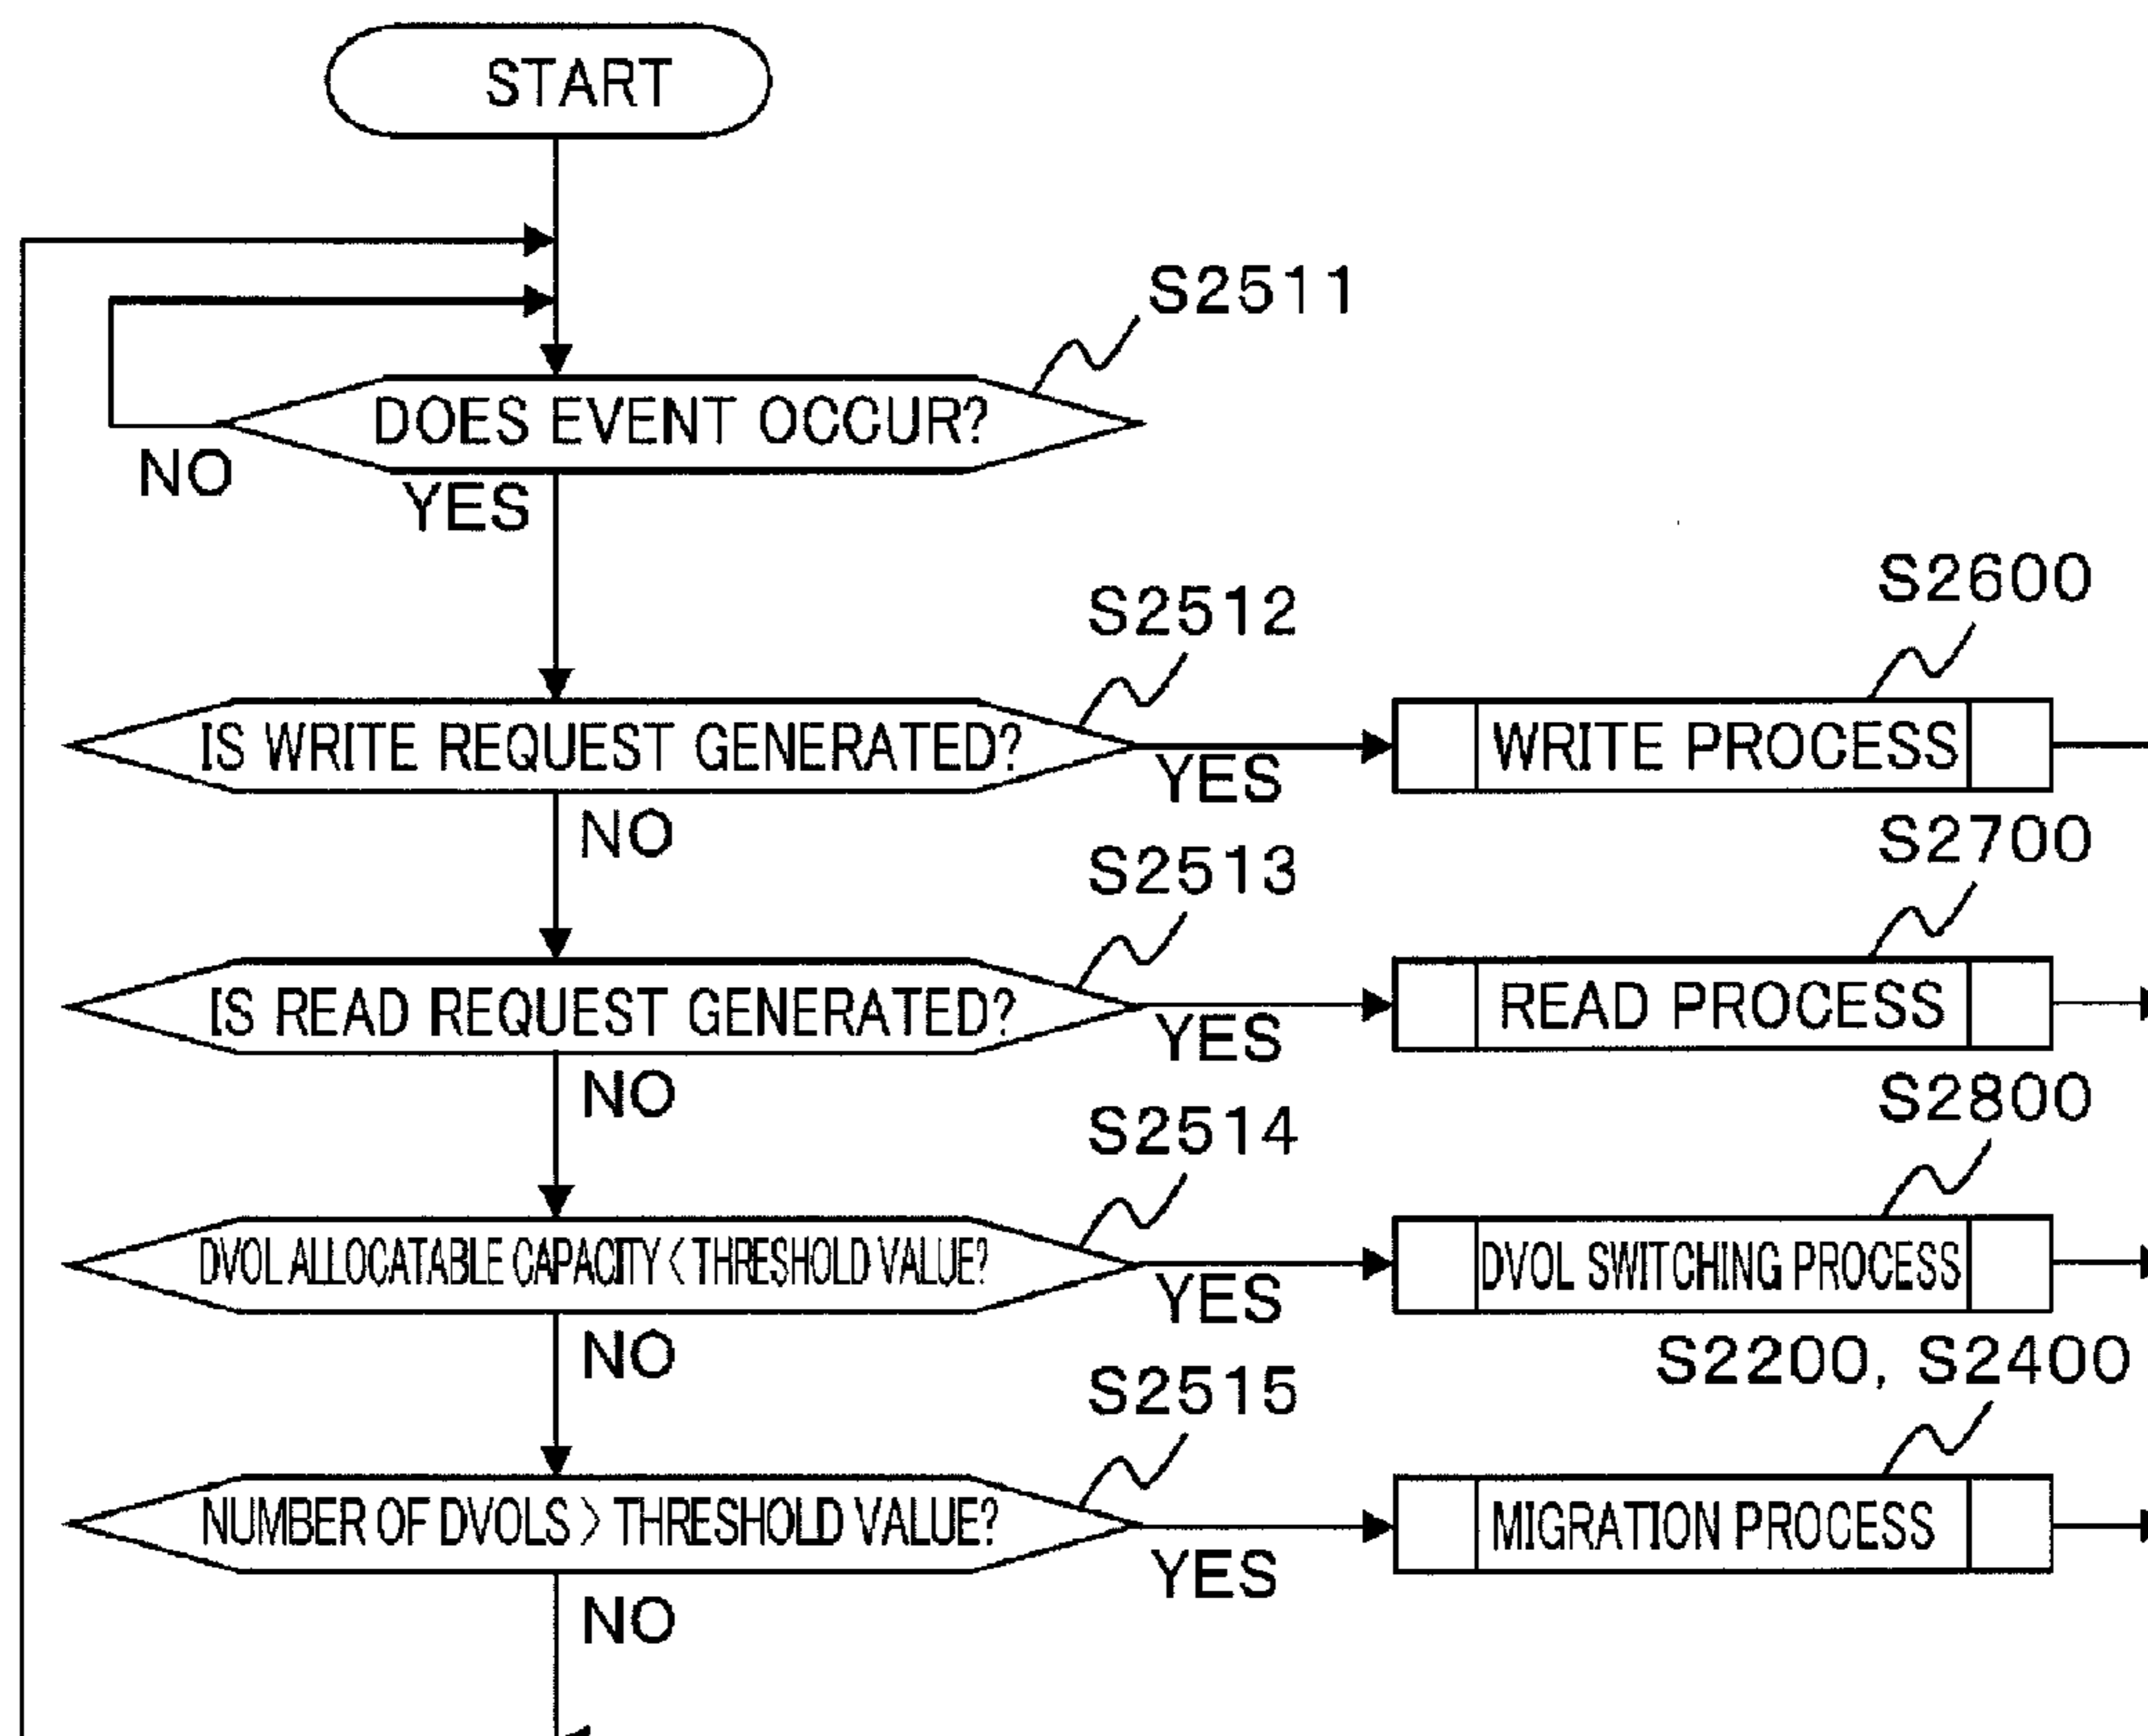 START
S2511
DOES EVENT OCCUR?
NO
YES
S2512
S2600
IS WRITE REQUEST GENERATED?
YES
WRITE PROCESS
NO
S2513
S2700
IS READ REQUEST GENERATED?
YES
READ PROCESS
NO
S2514
S2800
DVOL ALLOCATABLE CAPACITY < THRESHOLD VALUE?
YES
DVOL SWITCHING PROCESS
NO
S2515
S2200, S2400
NUMBER OF DVOLS > THRESHOLD VALUE?
YES
MIGRATION PROCESS
NO